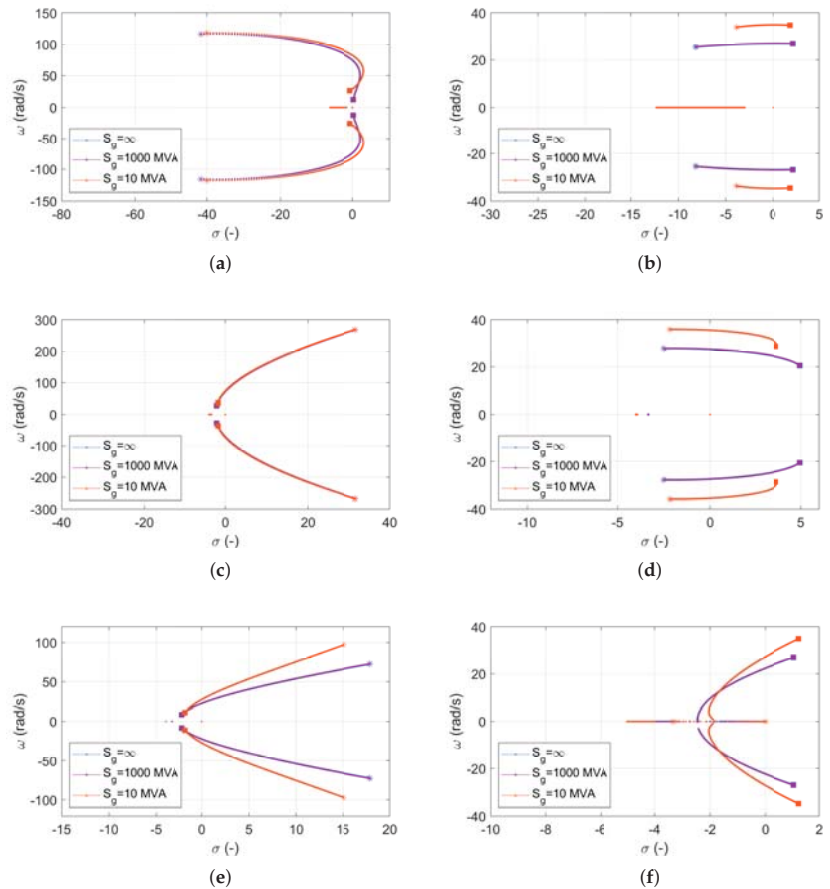 150
100
50
0
-50
-100
-150
ω (rad/s)
S_g=∞
S_g=1000 MVA
S_g=10 MVA
-80 -60 -40 -20 0 20
σ (-)
(a)
40
20
0
-20
-40
ω (rad/s)
S_g=∞
S_g=1000 MVA
S_g=10 MVA
-30 -25 -20 -15 -10 -5 0 5
σ (-)
(b)
300
200
100
0
-100
-200
-300
ω (rad/s)
S_g=∞
S_g=1000 MVA
S_g=10 MVA
-40 -20 0 20 40
σ (-)
(c)
40
20
0
-20
-40
ω (rad/s)
S_g=∞
S_g=1000 MVA
S_g=10 MVA
-10 -5 0 5
σ (-)
(d)
100
50
0
-50
-100
ω (rad/s)
S_g=∞
S_g=1000 MVA
S_g=10 MVA
-15 -10 -5 0 5 10 15 20
σ (-)
(e)
40
20
0
-20
-40
ω (rad/s)
S_g=∞
S_g=1000 MVA
S_g=10 MVA
-10 -8 -6 -4 -2 0 2
σ (-)
(f)